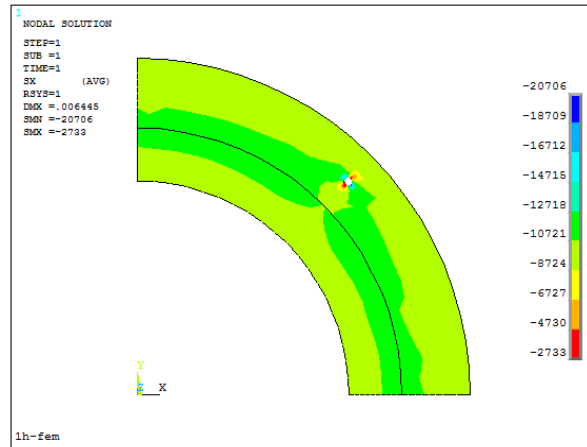 1
NODAL SOLUTION
STEP=1
SUB =1
TIME=1
SX (AVG)
RSYS=1
DMX =.006445
SMN =-20706
SMX =-2733
-20706
-18709
-16712
-14715
-12718
-10721
-8724
-6727
-4730
-2733
Y
Z X
1h-fem